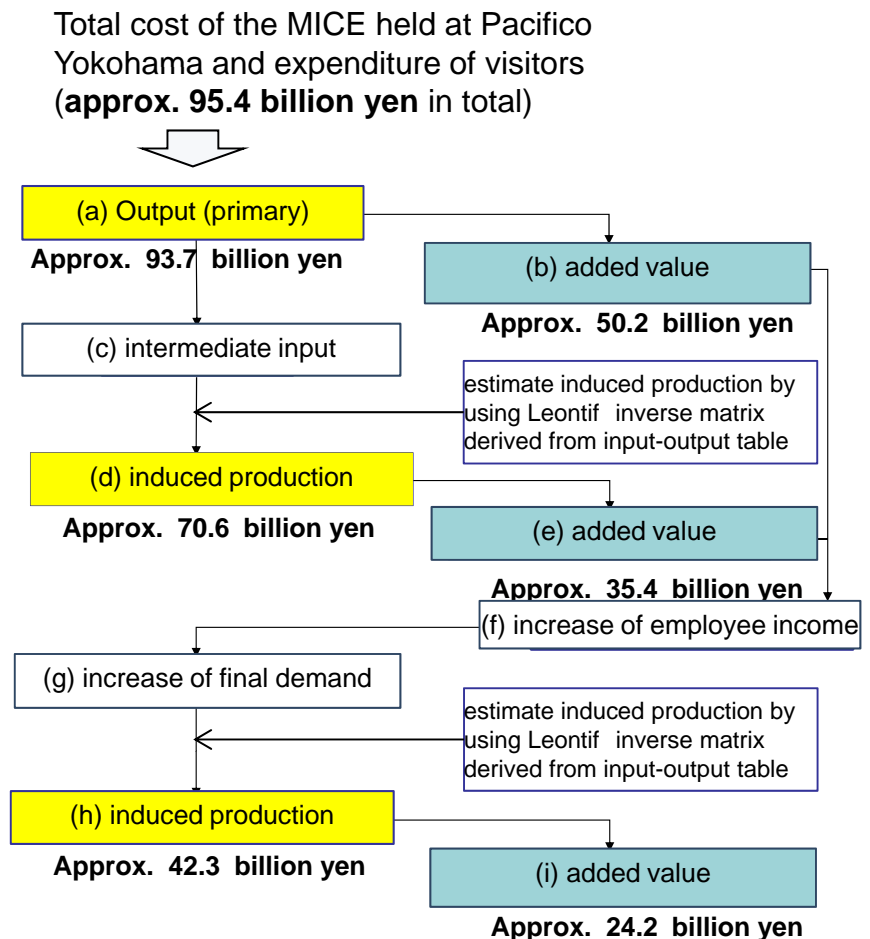 Total cost of the MICE held at Pacifico
Yokohama and expenditure of visitors
(approx. 95.4 billion yen in total)
(a) Output (primary)
Approx. 93.7 billion yen
(b) added value
Approx. 50.2 billion yen
(c) intermediate input
estimate induced production by
using Leontif inverse matrix
derived from input-output table
(d) induced production
Approx. 70.6 billion yen
(e) added value
Approx. 35.4 billion yen
(f) increase of employee income
(g) increase of final demand
estimate induced production by
using Leontif inverse matrix
derived from input-output table
(h) induced production
Approx. 42.3 billion yen
(i) added value
Approx. 24.2 billion yen